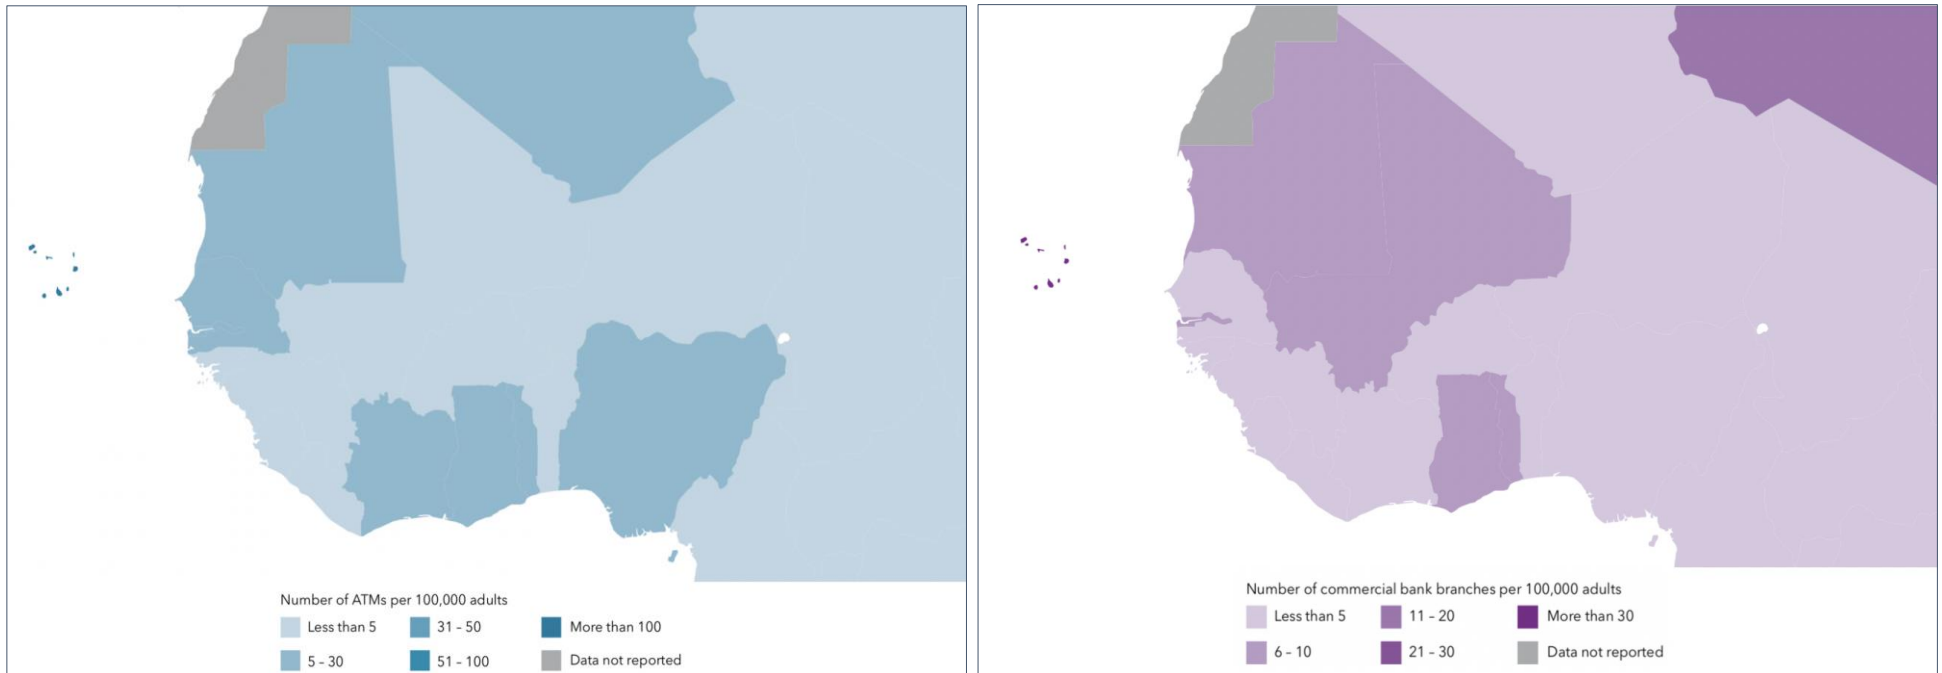 Number of ATMs per 100,000 adults
Less than 5
31 – 50
More than 100
5 – 30
51 – 100
Data not reported
Number of commercial bank branches per 100,000 adults
Less than 5
11 – 20
More than 30
6 – 10
21 – 30
Data not reported